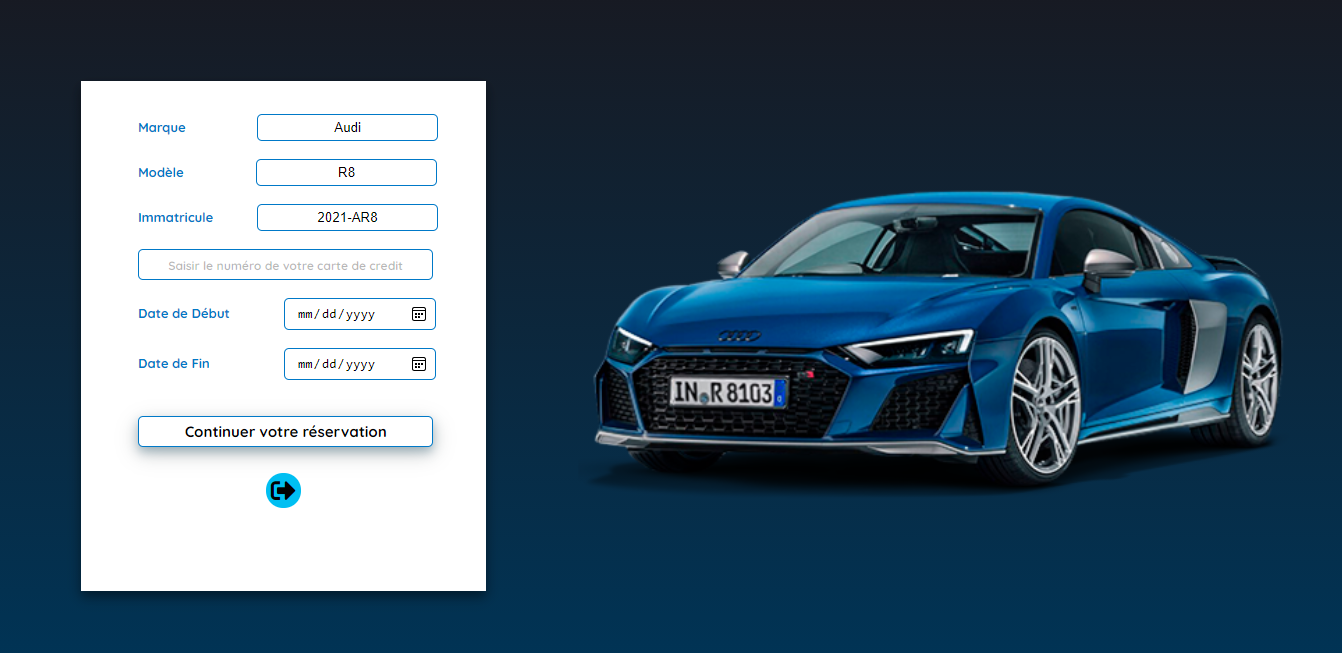 Marque
Audi
Modèle
R8
Immatricule
2021-AR8
Saisir le numéro de votre carte de credit
Date de Début
mm/dd/yyyy
Date de Fin
mm/dd/yyyy
Continuer votre réservation
IN R 8103